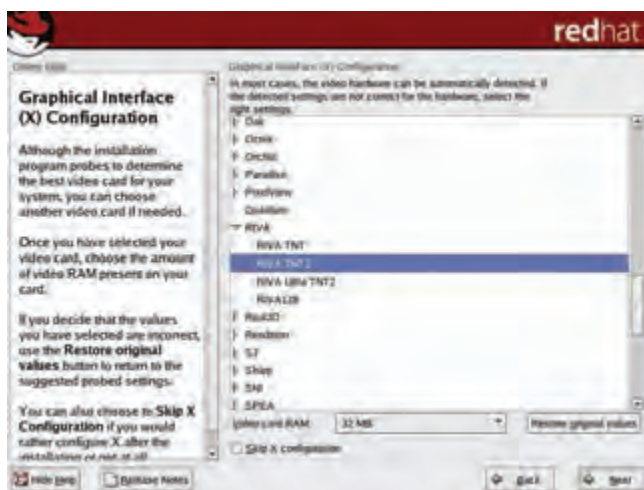 redhat
Online Help
Graphical Interface
(X) Configuration
Although the installation
program probes to determine
the best video card for your
system, you can choose
another video card if needed.
Once you have selected your
video card, choose the amount
of video RAM present on your
card.
If you decide that the values
you have selected are incorrect,
use the Restore original
values button to return to the
suggested probed settings.
You can also choose to Skip X
Configuration if you would
rather configure X after the
installation or not at all.
Graphical Interface (X) Configuration
In most cases, the video hardware can be automatically detected. If
the detected settings are not correct for the hardware, select the
right settings.
Oak
Orchid
Paradise
PixelView
Quantum
RIVA
RIVA TNT
RIVA TNT2
RIVA Ultra TNT2
RIVA128
Real3D
Rendition
S3
Sharp
SNI
SPEA
Video card RAM:
32 MB
Restore original values
Skip X configuration
Hide Help
Release Notes
Back
Next